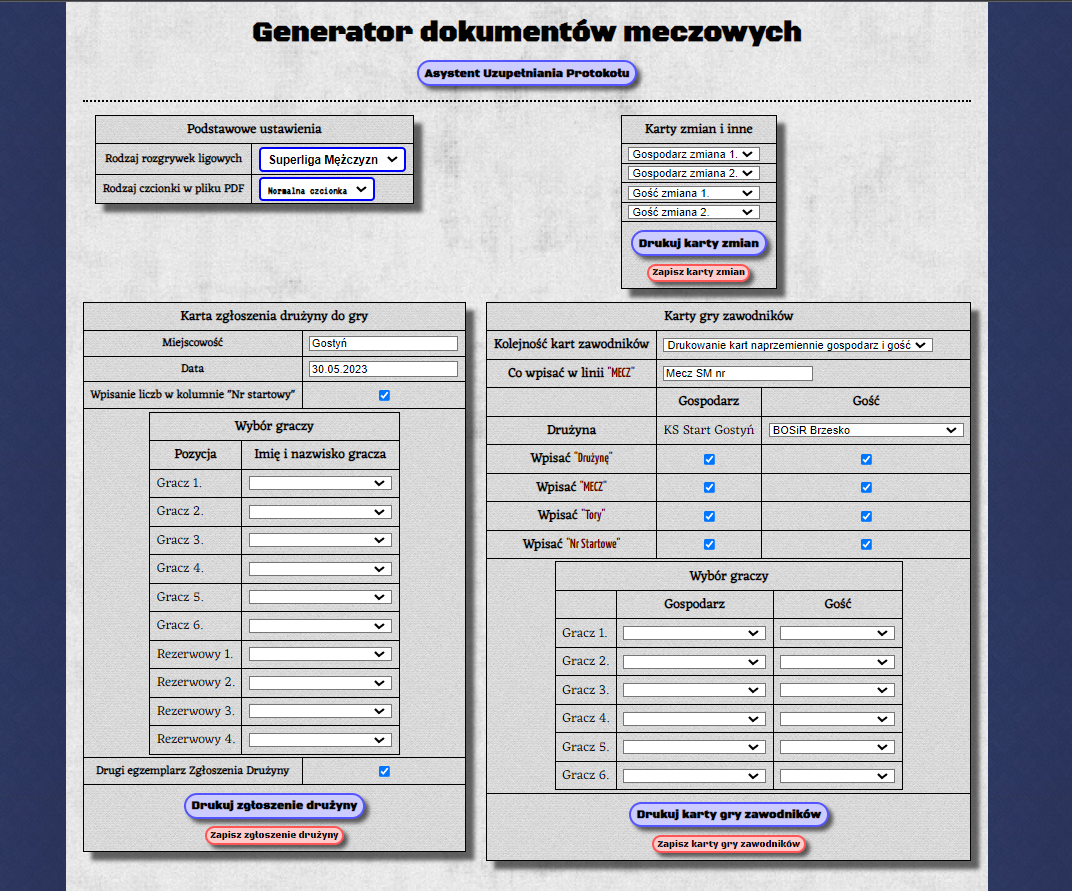 Generator dokumentów meczowych
Asystent Uzupełniania Protokołu
Podstawowe ustawienia
Rodzaj rozgrywek ligowych Superliga Mężczyzn
Rodzaj czcionki w pliku PDF Normalna czcionka
Karty zmian i inne
Gospodarz zmiana 1.
Gospodarz zmiana 2.
Gość zmiana 1.
Gość zmiana 2.
Drukuj karty zmian
Zapisz karty zmian
Karta zgłoszenia drużyny do gry
Miejscowość Gostyń
Data 30.05.2023
Wpisanie liczb w kolumnie "Nr startowy"
Wybór graczy
Pozycja Imię i nazwisko gracza
Gracz 1.
Gracz 2.
Gracz 3.
Gracz 4.
Gracz 5.
Gracz 6.
Rezerwowy 1.
Rezerwowy 2.
Rezerwowy 3.
Rezerwowy 4.
Drugi egzemplarz Zgłoszenia Drużyny
Drukuj zgłoszenie drużyny
Zapisz zgłoszenie drużyny
Karty gry zawodników
Kolejność kart zawodników Drukowanie kart naprzemiennie gospodarz i gość
Co wpisać w linii "MECZ" Mecz SM nr
Gospodarz Gość
Drużyna KS Start Gostyń BOSiR Brzesko
Wpisać "Drużynę"
Wpisać "MECZ"
Wpisać "Tory"
Wpisać "Nr Startowe"
Wybór graczy
Gospodarz Gość
Gracz 1.
Gracz 2.
Gracz 3.
Gracz 4.
Gracz 5.
Gracz 6.
Drukuj karty gry zawodników
Zapisz karty gry zawodników